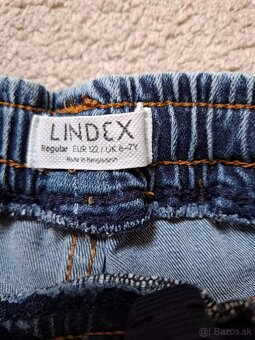 LINDEX
Regular EUR 122 / UK 6-7Y
Made in Bangladesh
Bazos.sk